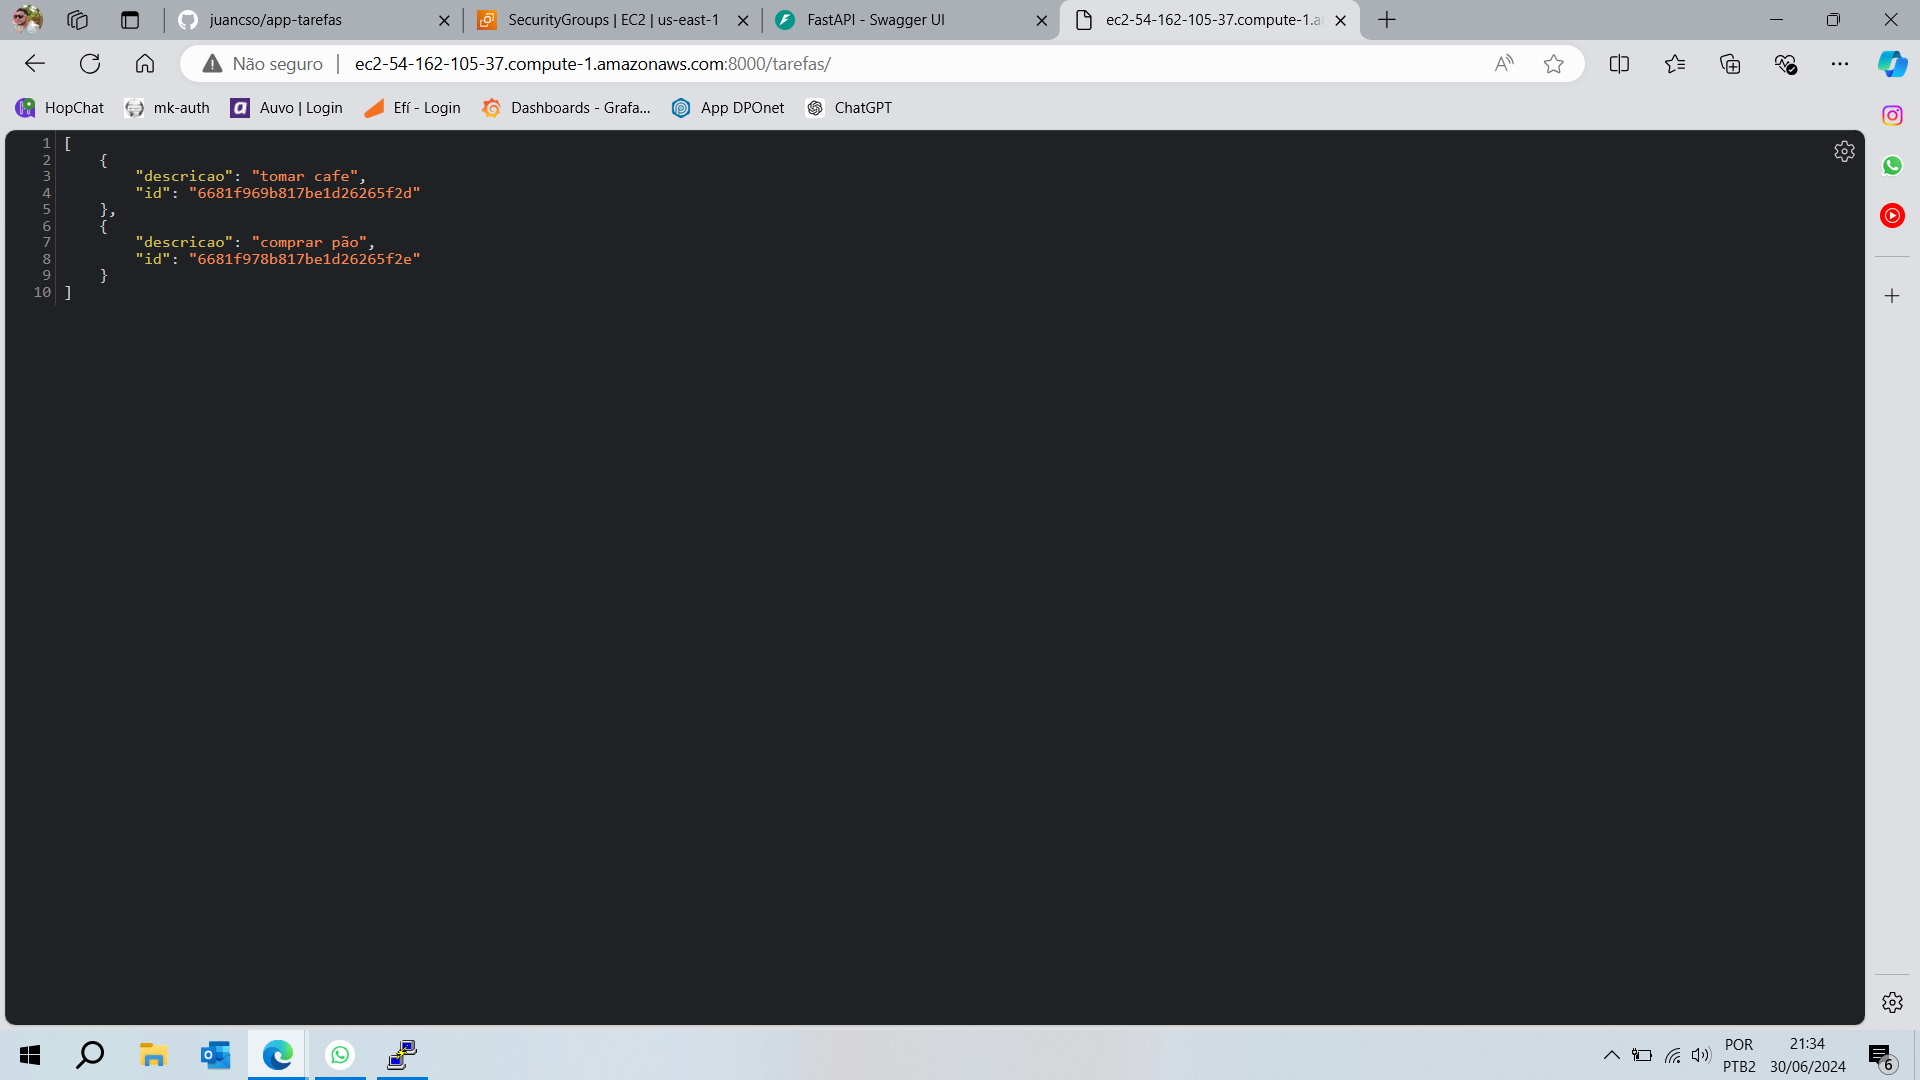 juancso/app-tarefas
SecurityGroups | EC2 | us-east-1
FastAPI - Swagger UI
ec2-54-162-105-37.compute-1.a
Não seguro
ec2-54-162-105-37.compute-1.amazonaws.com:8000/tarefas/
HopChat
mk-auth
Auvo | Login
Efí - Login
Dashboards - Grafa...
App DPOnet
ChatGPT
1 [
2 {
3 "descricao": "tomar cafe",
4 "id": "6681f969b817be1d26265f2d"
5 },
6 {
7 "descricao": "comprar pão",
8 "id": "6681f978b817be1d26265f2e"
9 }
10 ]
POR
PTB2
21:34
30/06/2024
6